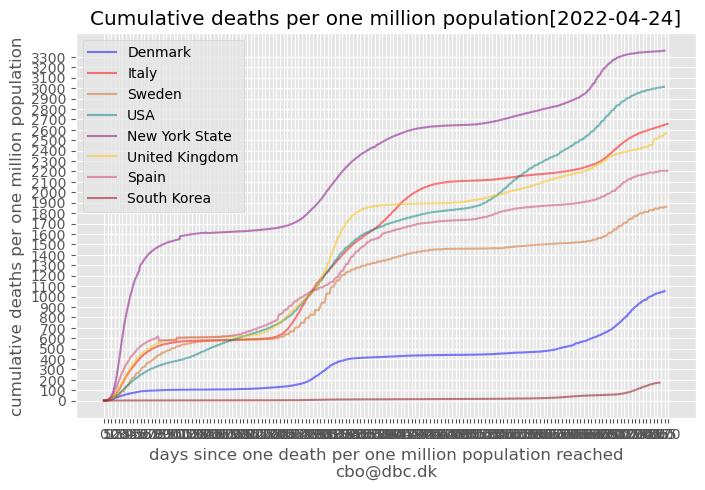 Cumulative deaths per one million population[2022-04-24]
cumulative deaths per one million population
3300
3200
3100
3000
2900
2800
2700
2600
2500
2400
2300
2200
2100
2000
1900
1800
1700
1600
1500
1400
1300
1200
1100
1000
900
800
700
600
500
400
300
200
100
0
Denmark
Italy
Sweden
USA
New York State
United Kingdom
Spain
South Korea
days since one death per one million population reached
cbo@dbc.dk